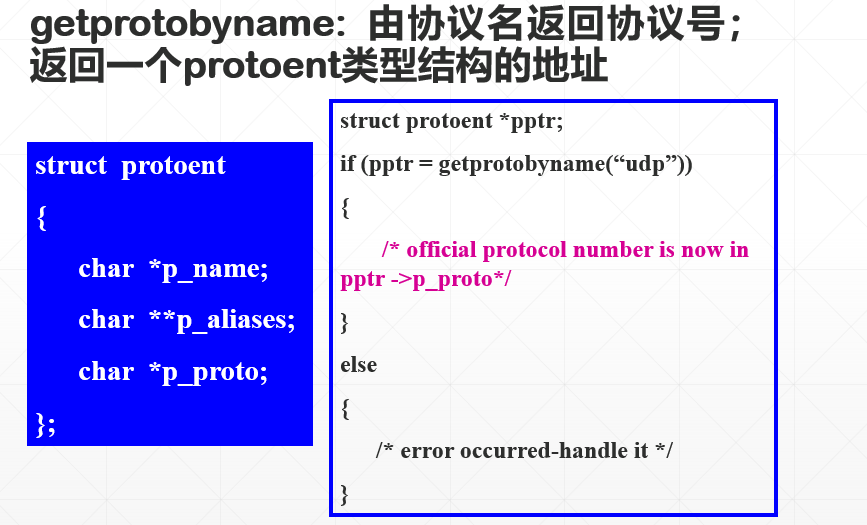 getprotobyname: 由协议名返回协议号；
返回一个protoent类型结构的地址
struct protoent
{
char *p_name;
char **p_aliases;
char *p_proto;
};
struct protoent *pptr;
if (pptr = getprotobyname(“udp”))
{
/* official protocol number is now in
pptr ->p_proto*/
}
else
{
/* error occurred-handle it */
}